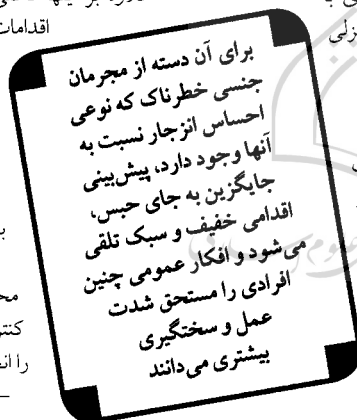 اقدامات
برای آن دسته از مجرمان
جنسی خطرناک که نوعی
احساس انزجار نسبت به
آنها وجود دارد، پیش‌بینی
جایگزین به جای حبس،
اقدامی خفیف و سبک تلقی
می‌شود و افکار عمومی چنین
افرادی را مستحق شدت
عمل و سختگیری
بیشتری می‌دانند